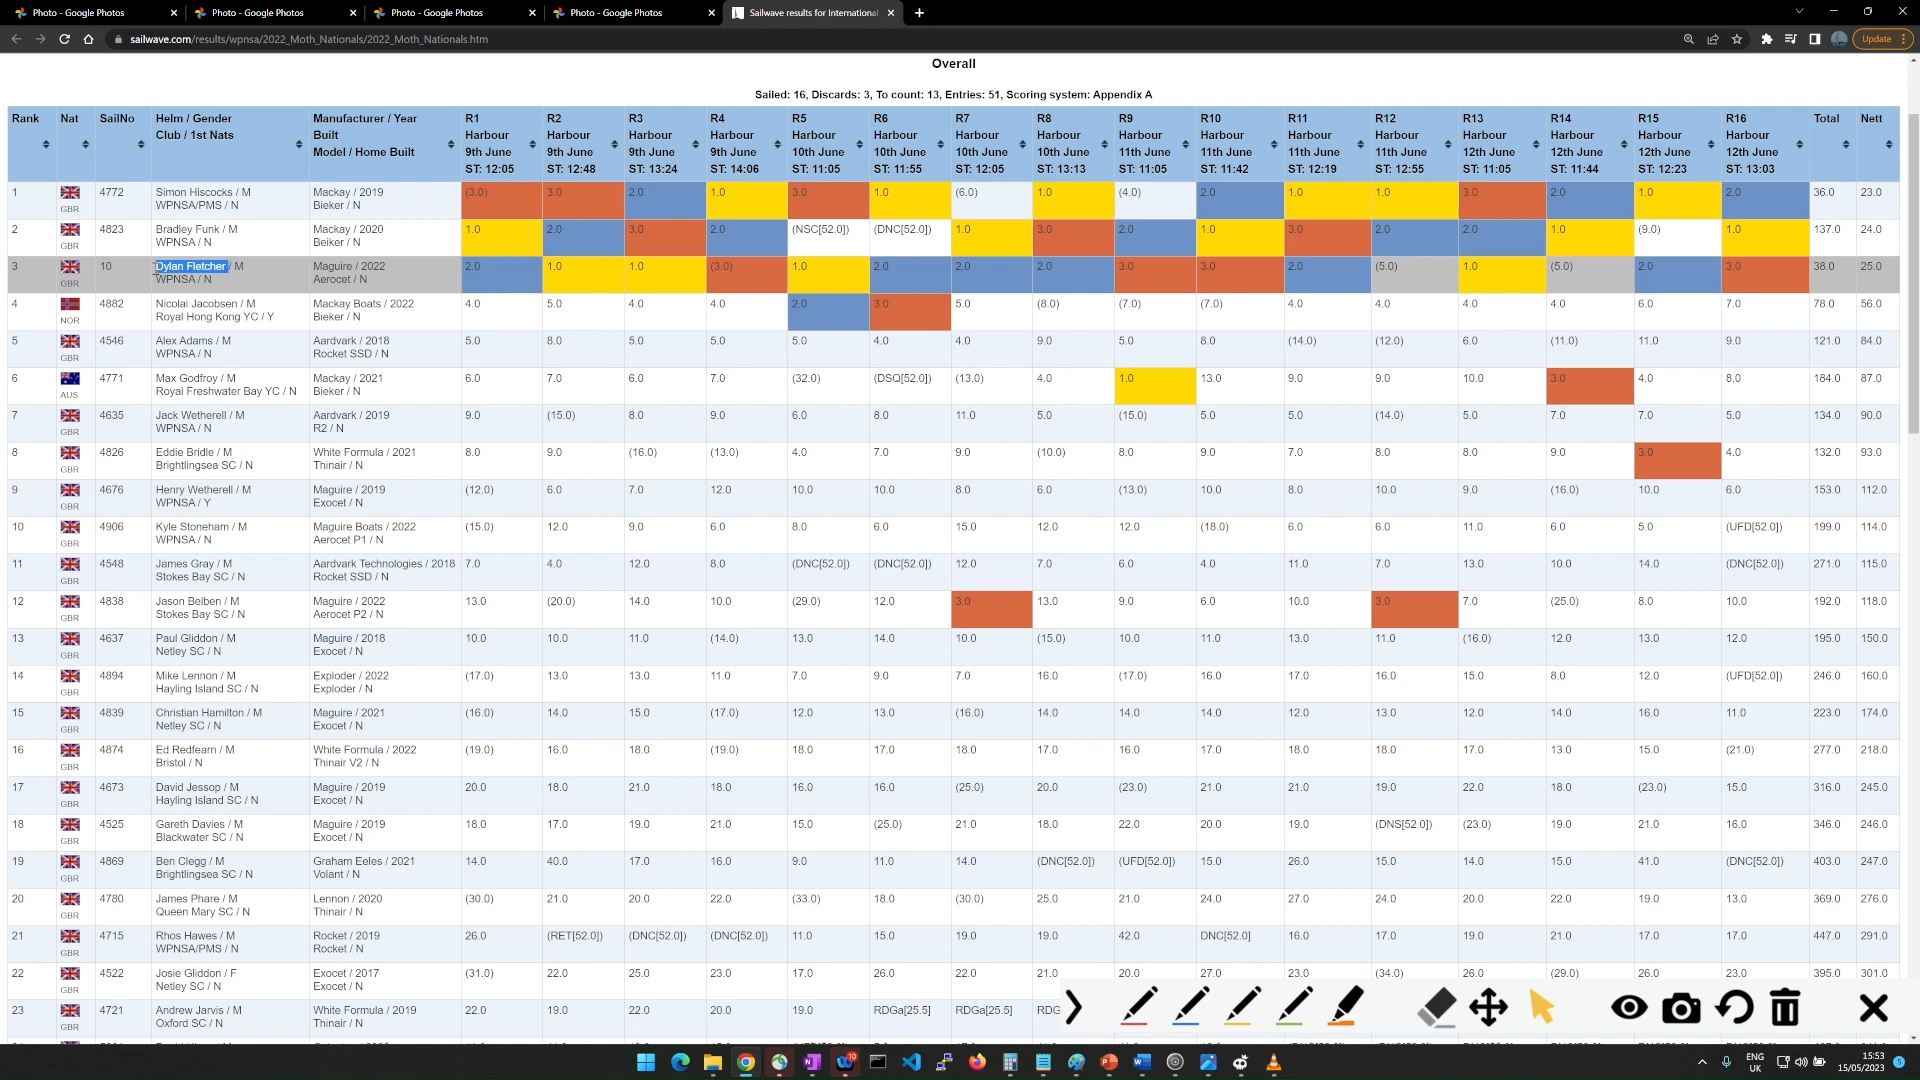 Photo - Google Photos
Photo - Google Photos
Photo - Google Photos
Photo - Google Photos
Sailwave results for International
sailwave.com/results/wpnsa/2022_Moth_Nationals/2022_Moth_Nationals.htm
Update
Overall
Sailed: 16, Discards: 3, To count: 13, Entries: 51, Scoring system: Appendix A
Rank Nat SailNo Helm / Gender Manufacturer / Year R1 R2 R3 R4 R5 R6 R7 R8 R9 R10 R11 R12 R13 R14 R15 R16 Total Nett
Club / 1st Nats Built Harbour Harbour Harbour Harbour Harbour Harbour Harbour Harbour Harbour Harbour Harbour Harbour Harbour Harbour Harbour Harbour
Model / Home Built 9th June 9th June 9th June 9th June 10th June 10th June 10th June 10th June 11th June 11th June 11th June 11th June 12th June 12th June 12th June 12th June
ST: 12:05 ST: 12:48 ST: 13:24 ST: 14:06 ST: 11:05 ST: 11:55 ST: 12:05 ST: 13:13 ST: 11:05 ST: 11:42 ST: 12:19 ST: 12:55 ST: 11:05 ST: 11:44 ST: 12:23 ST: 13:03
1 4772 Simon Hiscocks / M Mackay / 2019 (3.0) 3.0 2.0 1.0 3.0 1.0 (6.0) 1.0 (4.0) 2.0 1.0 1.0 3.0 2.0 1.0 2.0 36.0 23.0
GBR WPNSA/PMS / N Bieker / N
2 4823 Bradley Funk / M Mackay / 2020 1.0 2.0 3.0 2.0 (NSC[52.0]) (DNC[52.0]) 1.0 3.0 2.0 1.0 3.0 2.0 2.0 1.0 (9.0) 1.0 137.0 24.0
GBR WPNSA / N Beiker / N
3 10 Dylan Fletcher / M Maguire / 2022 2.0 1.0 1.0 (3.0) 1.0 2.0 2.0 2.0 3.0 3.0 2.0 (5.0) 1.0 (5.0) 2.0 3.0 38.0 25.0
GBR WPNSA / N Aerocet / N
4 4882 Nicolai Jacobsen / M Mackay Boats / 2022 4.0 5.0 4.0 4.0 2.0 3.0 5.0 (8.0) (7.0) (7.0) 4.0 4.0 4.0 4.0 6.0 7.0 78.0 56.0
NOR Royal Hong Kong YC / Y Bieker / N
5 4546 Alex Adams / M Aardvark / 2018 5.0 8.0 5.0 5.0 5.0 4.0 4.0 9.0 5.0 8.0 (14.0) (12.0) 6.0 (11.0) 11.0 9.0 121.0 84.0
GBR WPNSA / N Rocket SSD / N
6 4771 Max Godfroy / M Mackay / 2021 6.0 7.0 6.0 7.0 (32.0) (DSQ[52.0]) (13.0) 4.0 1.0 13.0 9.0 9.0 10.0 3.0 4.0 8.0 184.0 87.0
AUS Royal Freshwater Bay YC / N Bieker / N
7 4635 Jack Wetherell / M Aardvark / 2019 9.0 (15.0) 8.0 9.0 6.0 8.0 11.0 5.0 (15.0) 5.0 5.0 (14.0) 5.0 7.0 7.0 5.0 134.0 90.0
GBR WPNSA / N R2 / N
8 4826 Eddie Bridle / M White Formula / 2021 8.0 9.0 (16.0) (13.0) 4.0 7.0 9.0 (10.0) 8.0 9.0 7.0 8.0 8.0 9.0 3.0 4.0 132.0 93.0
GBR Brightlingsea SC / N Thinair / N
9 4676 Henry Wetherell / M Maguire / 2019 (12.0) 6.0 7.0 12.0 10.0 10.0 8.0 6.0 (13.0) 10.0 8.0 10.0 9.0 (16.0) 10.0 6.0 153.0 112.0
GBR WPNSA / Y Exocet / N
10 4906 Kyle Stoneham / M Maguire Boats / 2022 (15.0) 12.0 9.0 6.0 8.0 6.0 15.0 12.0 12.0 (18.0) 6.0 6.0 11.0 6.0 5.0 (UFD[52.0]) 199.0 114.0
GBR WPNSA / N Aerocet P1 / N
11 4548 James Gray / M Aardvark Technologies / 2018 7.0 4.0 12.0 8.0 (DNC[52.0]) (DNC[52.0]) 12.0 7.0 6.0 4.0 11.0 7.0 13.0 10.0 14.0 (DNC[52.0]) 271.0 115.0
GBR Stokes Bay SC / N Rocket SSD / N
12 4838 Jason Belben / M Maguire / 2022 13.0 (20.0) 14.0 10.0 (29.0) 12.0 3.0 13.0 9.0 6.0 10.0 3.0 7.0 (25.0) 8.0 10.0 192.0 118.0
GBR Stokes Bay SC / N Aerocet P2 / N
13 4637 Paul Gliddon / M Maguire / 2018 10.0 10.0 11.0 (14.0) 13.0 14.0 10.0 (15.0) 10.0 11.0 13.0 11.0 (16.0) 12.0 13.0 12.0 195.0 150.0
GBR Netley SC / N Exocet / N
14 4894 Mike Lennon / M Exploder / 2022 (17.0) 13.0 13.0 11.0 7.0 9.0 7.0 16.0 (17.0) 16.0 17.0 16.0 15.0 8.0 12.0 (UFD[52.0]) 246.0 160.0
GBR Hayling Island SC / N Exploder / N
15 4839 Christian Hamilton / M Maguire / 2021 (16.0) 14.0 15.0 (17.0) 12.0 13.0 (16.0) 14.0 14.0 14.0 12.0 13.0 12.0 14.0 16.0 11.0 223.0 174.0
GBR Netley SC / N Exocet / N
16 4874 Ed Redfearn / M White Formula / 2022 (19.0) 16.0 18.0 (19.0) 18.0 17.0 18.0 17.0 16.0 17.0 18.0 18.0 17.0 13.0 15.0 (21.0) 277.0 218.0
GBR Bristol / N Thinair V2 / N
17 4673 David Jessop / M Maguire / 2019 20.0 18.0 21.0 18.0 16.0 16.0 (25.0) 20.0 (23.0) 21.0 21.0 19.0 22.0 18.0 (23.0) 15.0 316.0 245.0
GBR Hayling Island SC / N Exocet / N
18 4525 Gareth Davies / M Maguire / 2019 18.0 17.0 19.0 21.0 15.0 (25.0) 21.0 18.0 22.0 20.0 19.0 (DNS[52.0]) (23.0) 19.0 21.0 16.0 346.0 246.0
GBR Blackwater SC / N Exocet / N
19 4869 Ben Clegg / M Graham Eeles / 2021 14.0 40.0 17.0 16.0 9.0 11.0 14.0 (DNC[52.0]) (UFD[52.0]) 15.0 26.0 15.0 14.0 15.0 41.0 (DNC[52.0]) 403.0 247.0
GBR Brightlingsea SC / N Volant / N
20 4780 James Phare / M Lennon / 2020 (30.0) 21.0 20.0 22.0 (33.0) 18.0 (30.0) 25.0 21.0 24.0 27.0 24.0 20.0 22.0 19.0 13.0 369.0 276.0
GBR Queen Mary SC / N Thinair / N
21 4715 Rhos Hawes / M Rocket / 2019 26.0 (RET[52.0]) (DNC[52.0]) (DNC[52.0]) 11.0 15.0 19.0 19.0 42.0 DNC[52.0] 16.0 17.0 19.0 21.0 17.0 17.0 447.0 291.0
GBR WPNSA/PMS / N Rocket / N
22 4522 Josie Gliddon / F Exocet / 2017 (31.0) 22.0 25.0 23.0 17.0 26.0 22.0 21.0 20.0 27.0 23.0 (34.0) 26.0 (29.0) 26.0 23.0 395.0 301.0
GBR Netley SC / N Exocet / N
23 4721 Andrew Jarvis / M White Formula / 2019 22.0 19.0 22.0 20.0 19.0 RDGa[25.5] RDGa[25.5] RDG
GBR Oxford SC / N Thinair / N
10
ENG
UK
15:53
15/05/2023
5